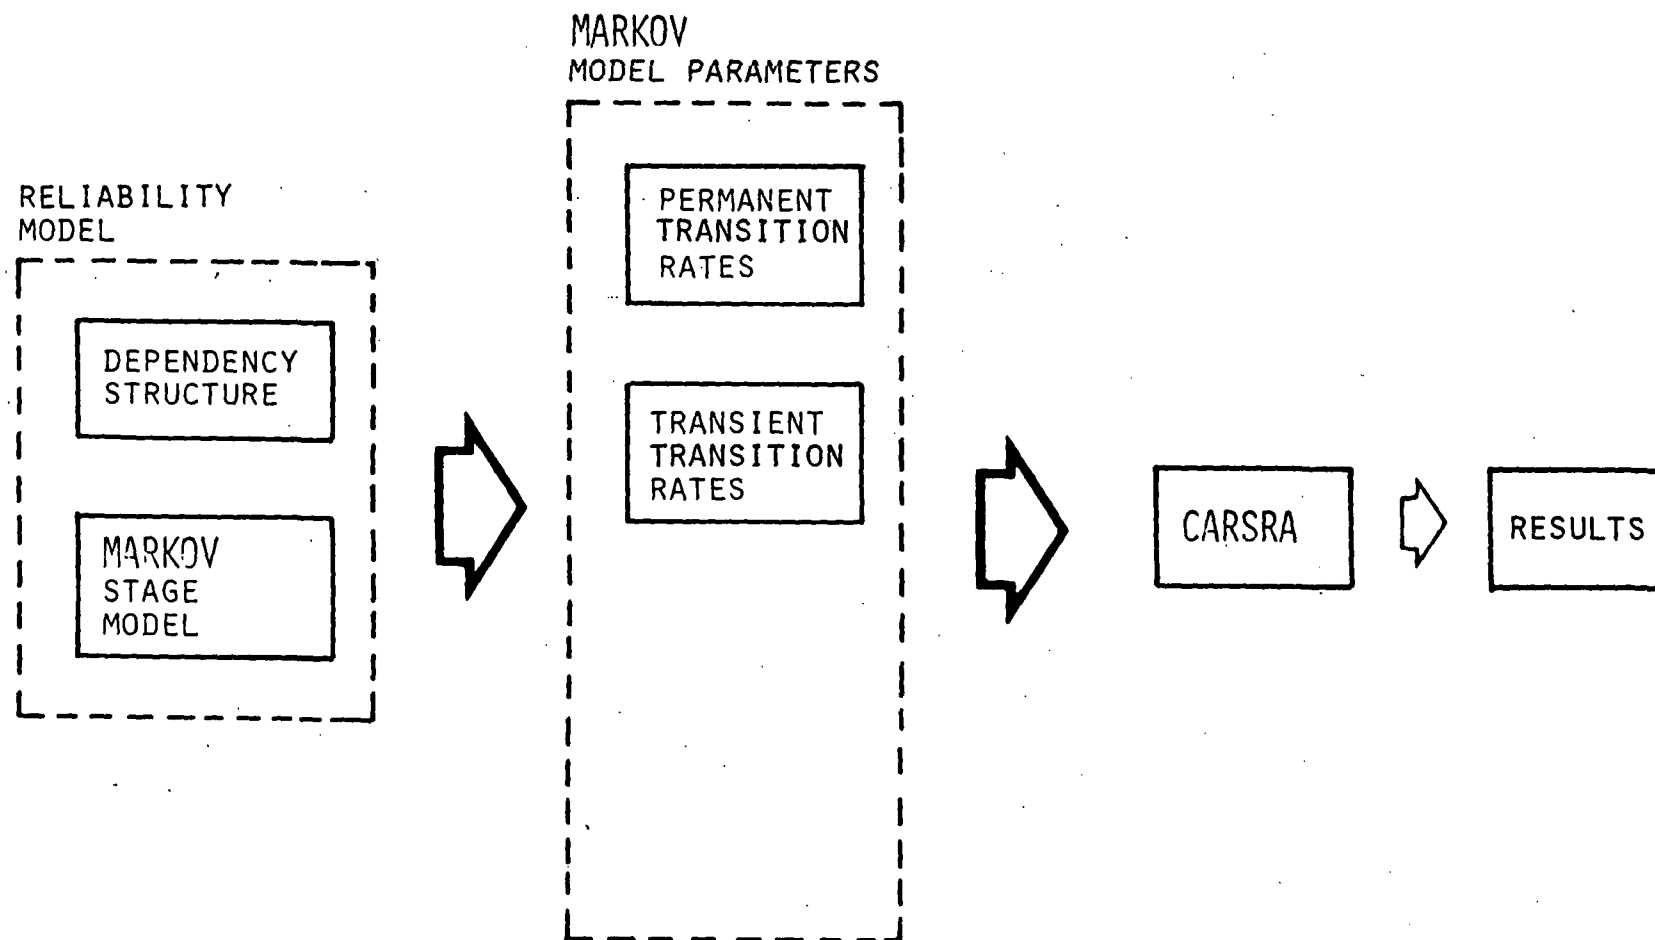 MARKOV
MODEL PARAMETERS
RELIABILITY
MODEL
DEPENDENCY
STRUCTURE
MARKOV
STAGE
MODEL
PERMANENT
TRANSITION
RATES
TRANSIENT
TRANSITION
RATES
CARSRA
RESULTS